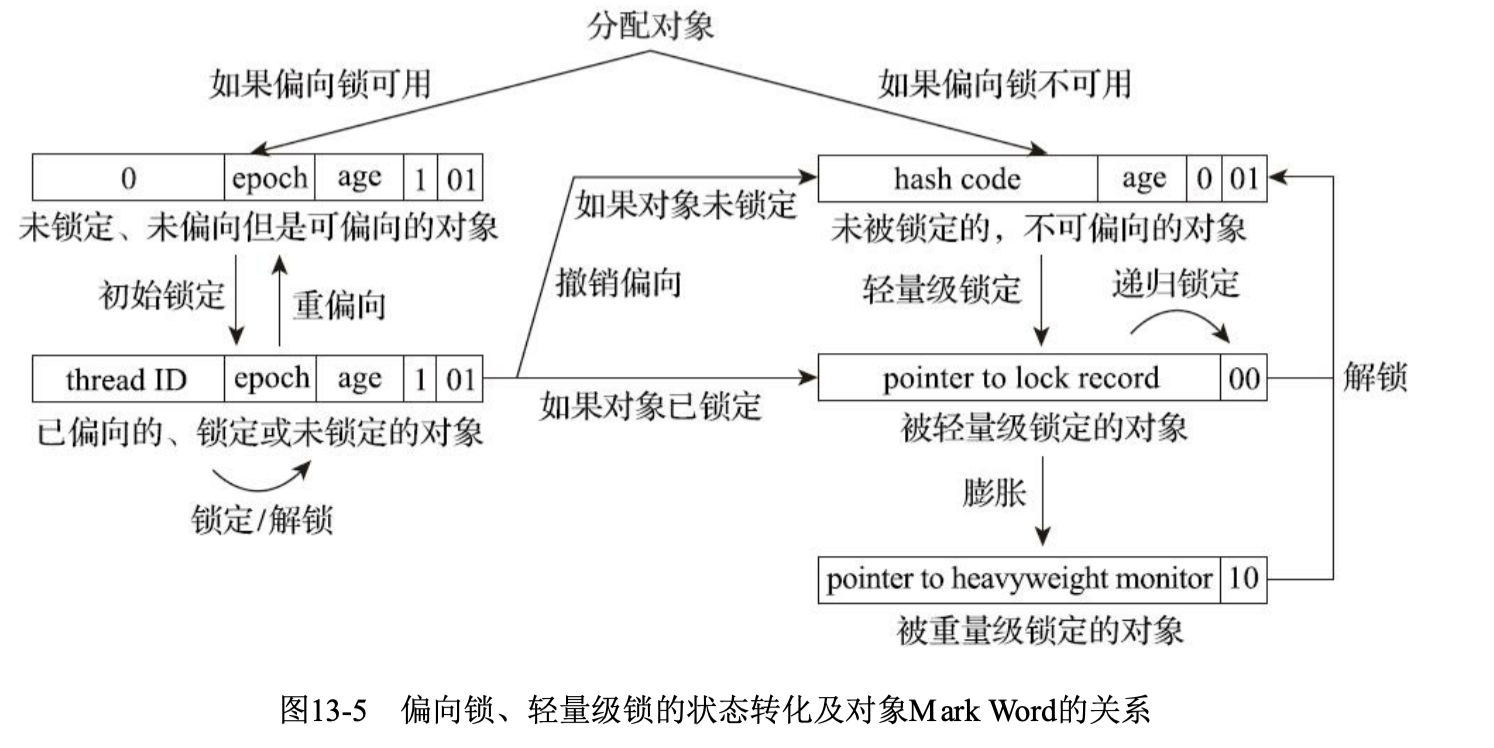 分配对象
如果偏向锁可用
如果偏向锁不可用
0 epoch age 1 01
未锁定、未偏向但是可偏向的对象
初始锁定
重偏向
thread ID epoch age 1 01
已偏向的、锁定或未锁定的对象
锁定/解锁
撤销偏向
如果对象未锁定
如果对象已锁定
hash code age 0 01
未被锁定的，不可偏向的对象
轻量级锁定
递归锁定
pointer to lock record 00
被轻量级锁定的对象
解锁
膨胀
pointer to heavyweight monitor 10
被重量级锁定的对象
图13-5 偏向锁、轻量级锁的状态转化及对象Mark Word的关系